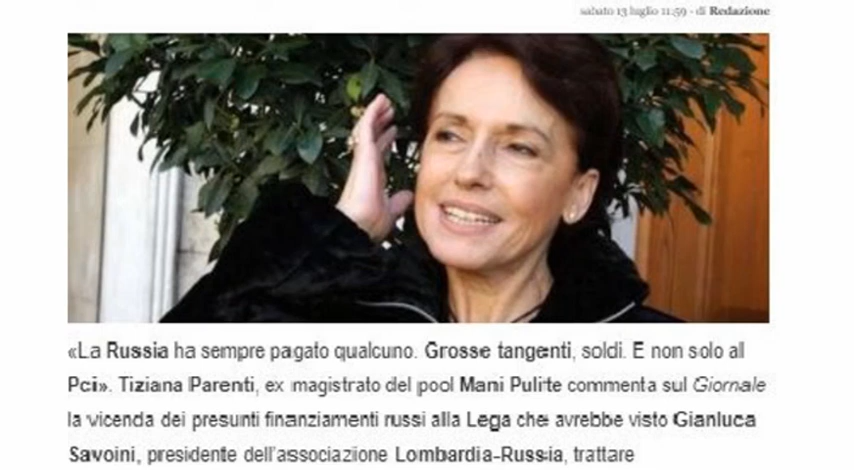 sabato 13 luglio 11:59 - di Redazione
«La Russia ha sempre pagato qualcuno. Grosse tangenti, soldi. E non solo al
Pci». Tiziana Parenti, ex magistrato del pool Mani Pulite commenta sul Giornale
la vicenda dei presunti finanziamenti russi alla Lega che avrebbe visto Gianluca
Savoini, presidente dell'associazione Lombardia-Russia, trattare